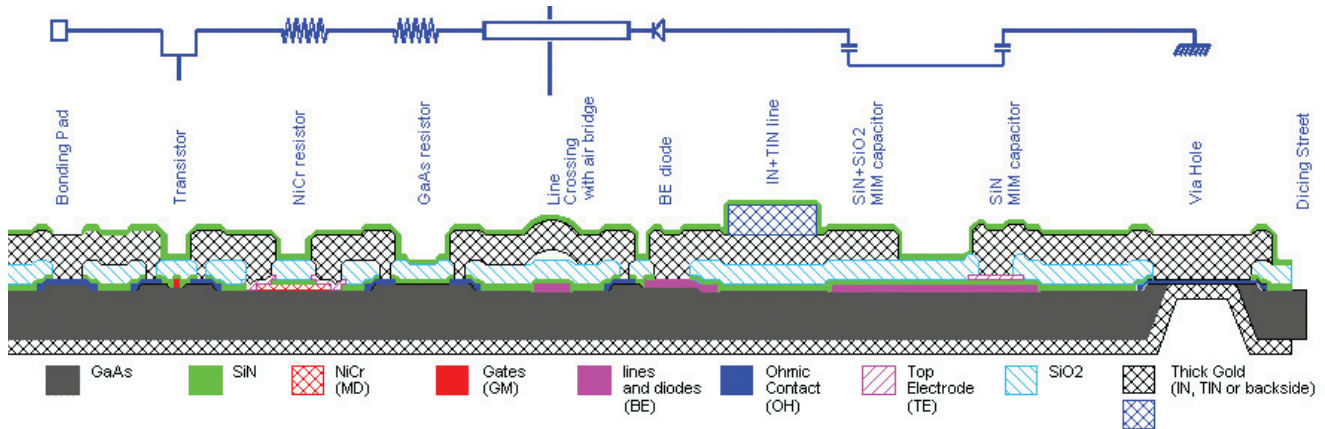 Bonding Pad
Transistor
NiCr resistor
GaAs resistor
Line
Crossing
with air bridge
BE diode
IN+TIN line
SiN+SiO2
MIM capacitor
SiN
MIM capacitor
Via Hole
Dicing Street
GaAs
SiN
NiCr
(MD)
Gates
(GM)
lines
and diodes
(BE)
Ohmic
Contact
(OH)
Top
Electrode
(TE)
SiO2
Thick Gold
(IN, TIN or backside)